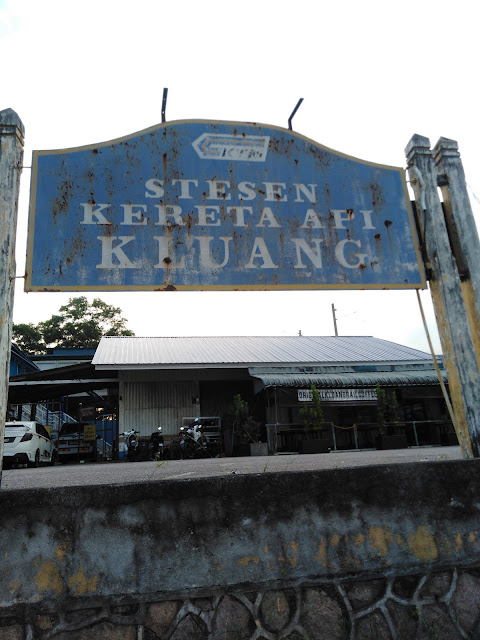 KTM
STESEN
KERETA API
KLUANG